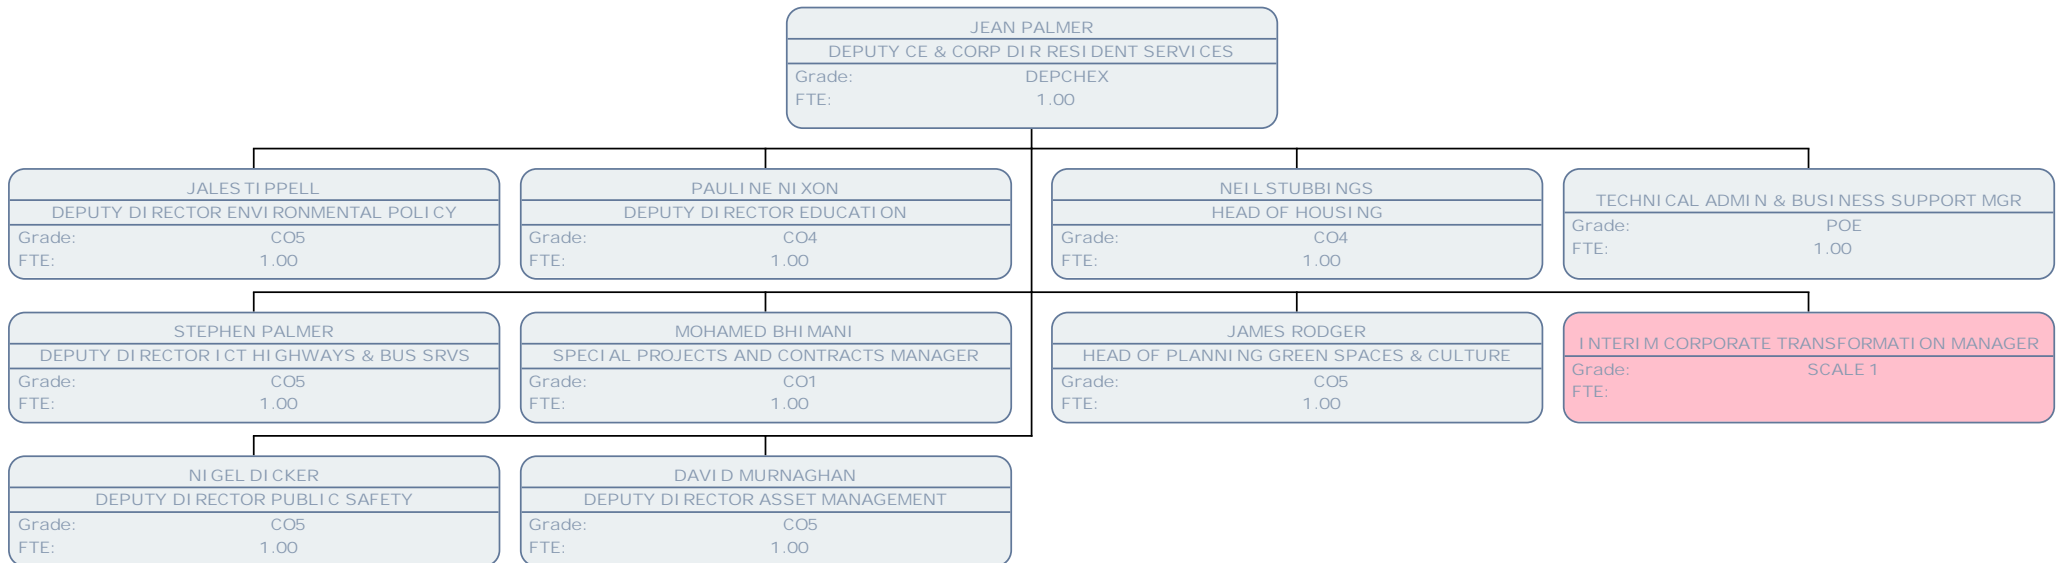 JEAN PALMER
DEPUTY CE & CORP DIR RESIDENT SERVICES
Grade: DEPCHEX
FTE: 1.00
JALES TIPPELL
DEPUTY DIRECTOR ENVIRONMENTAL POLICY
Grade: CO5
FTE: 1.00
PAULINE NIXON
DEPUTY DIRECTOR EDUCATION
Grade: CO4
FTE: 1.00
NEIL STUBBINGS
HEAD OF HOUSING
Grade: CO4
FTE: 1.00
TECHNICAL ADMIN & BUSINESS SUPPORT MGR
Grade: POE
FTE: 1.00
STEPHEN PALMER
DEPUTY DIRECTOR ICT HIGHWAYS & BUS SRVS
Grade: CO5
FTE: 1.00
MOHAMED BHIMANI
SPECIAL PROJECTS AND CONTRACTS MANAGER
Grade: CO1
FTE: 1.00
JAMES RODGER
HEAD OF PLANNING GREEN SPACES & CULTURE
Grade: CO5
FTE: 1.00
INTERIM CORPORATE TRANSFORMATION MANAGER
Grade: SCALE 1
FTE:
NIGEL DICKER
DEPUTY DIRECTOR PUBLIC SAFETY
Grade: CO5
FTE: 1.00
DAVID MURNAGHAN
DEPUTY DIRECTOR ASSET MANAGEMENT
Grade: CO5
FTE: 1.00